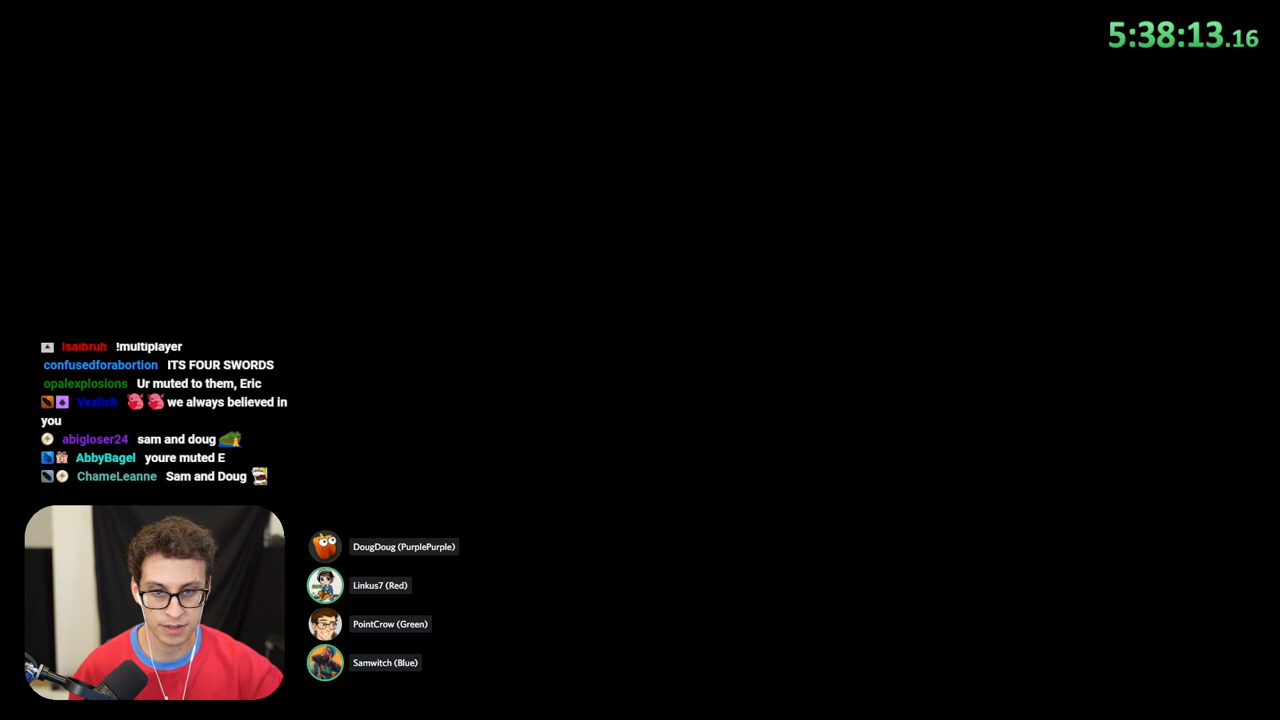 5:38:13.16
Isaibruh !multiplayer
confusedforabortion ITS FOUR SWORDS
opalexplosions Ur muted to them, Eric
we always believed in
you
abigloser24 sam and doug
AbbyBagel youre muted E
ChameLeanne Sam and Doug
DougDoug (PurplePurple)
Linkus7 (Red)
PointCrow (Green)
Samwitch (Blue)